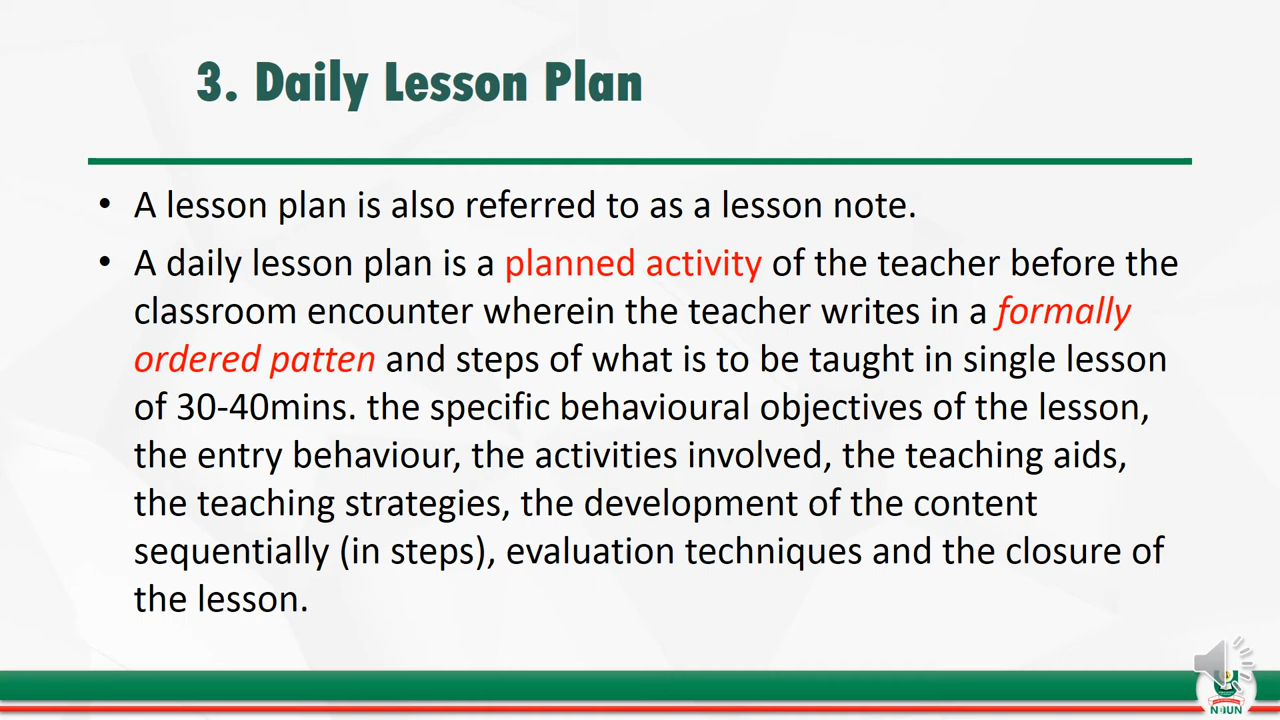 3. Daily Lesson Plan
• A lesson plan is also referred to as a lesson note.
• A daily lesson plan is a planned activity of the teacher before the
classroom encounter wherein the teacher writes in a formally
ordered patten and steps of what is to be taught in single lesson
of 30-40mins. the specific behavioural objectives of the lesson,
the entry behaviour, the activities involved, the teaching aids,
the teaching strategies, the development of the content
sequentially (in steps), evaluation techniques and the closure of
the lesson.